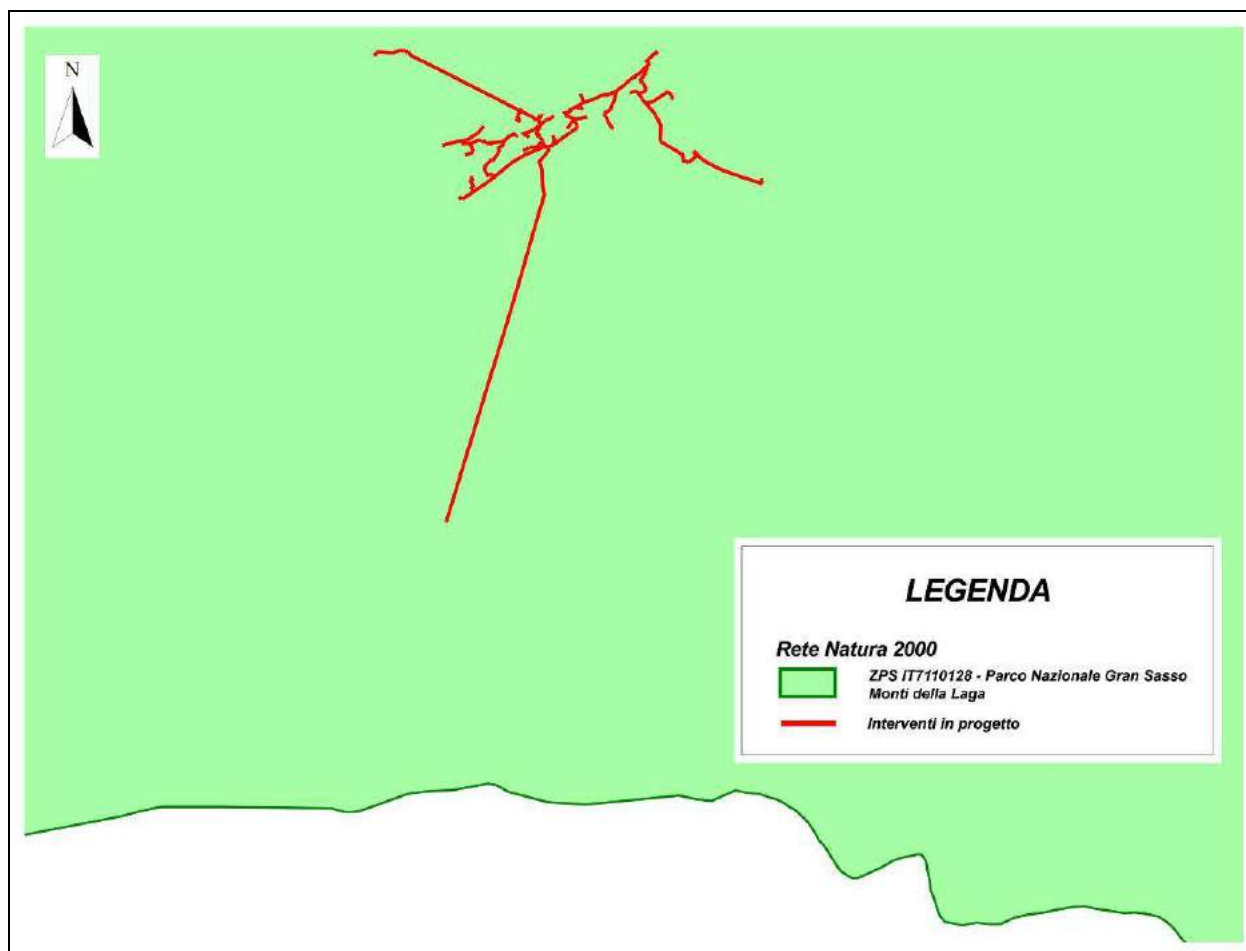 N
LEGENDA
Rete Natura 2000
ZPS IT7110128 - Parco Nazionale Gran Sasso
Monti della Laga
Interventi in progetto